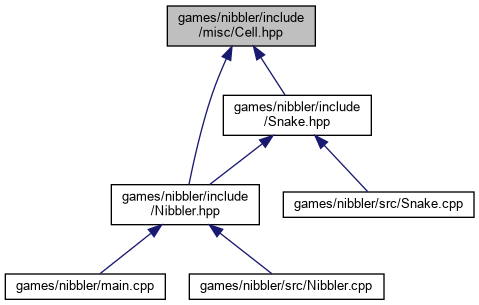 games/nibbler/include
/misc/Cell.hpp
games/nibbler/include
/Snake.hpp
games/nibbler/include
/Nibbler.hpp
games/nibbler/src/Snake.cpp
games/nibbler/main.cpp
games/nibbler/src/Nibbler.cpp